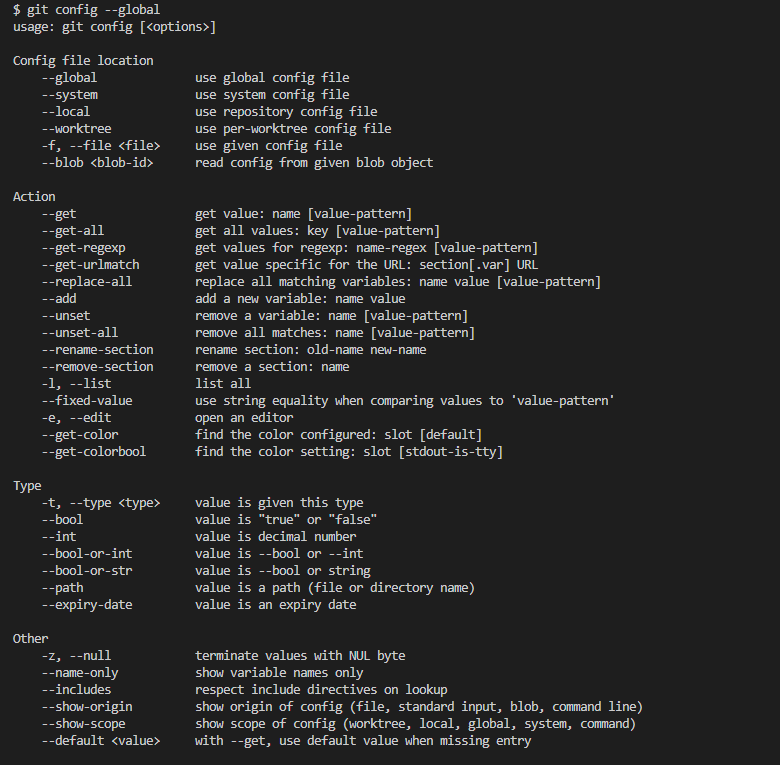 $ git config --global
usage: git config [<options>]

Config file location
    --global              use global config file
    --system              use system config file
    --local               use repository config file
    --worktree            use per-worktree config file
    -f, --file <file>     use given config file
    --blob <blob-id>      read config from given blob object

Action
    --get                 get value: name [value-pattern]
    --get-all             get all values: key [value-pattern]
    --get-regexp          get values for regexp: name-regex [value-pattern]
    --get-urlmatch        get value specific for the URL: section[.var] URL
    --replace-all         replace all matching variables: name value [value-pattern]
    --add                 add a new variable: name value
    --unset               remove a variable: name [value-pattern]
    --unset-all           remove all matches: name [value-pattern]
    --rename-section      rename section: old-name new-name
    --remove-section      remove a section: name
    -l, --list            list all
    --fixed-value         use string equality when comparing values to 'value-pattern'
    -e, --edit            open an editor
    --get-color           find the color configured: slot [default]
    --get-colorbool       find the color setting: slot [stdout-is-tty]

Type
    -t, --type <type>     value is given this type
    --bool                value is "true" or "false"
    --int                 value is decimal number
    --bool-or-int         value is --bool or --int
    --bool-or-str         value is --bool or string
    --path                value is a path (file or directory name)
    --expiry-date         value is an expiry date

Other
    -z, --null            terminate values with NUL byte
    --name-only           show variable names only
    --includes            respect include directives on lookup
    --show-origin         show origin of config (file, standard input, blob, command line)
    --show-scope          show scope of config (worktree, local, global, system, command)
    --default <value>     with --get, use default value when missing entry